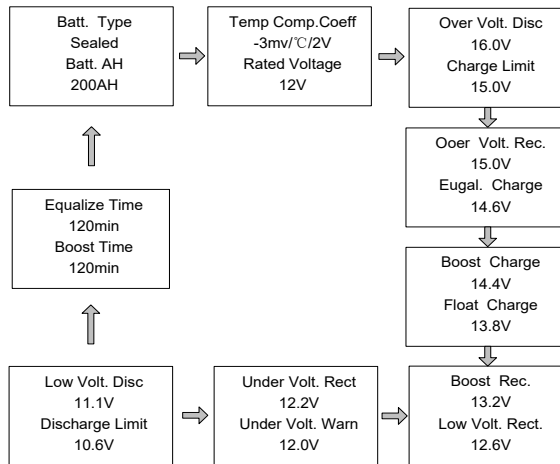 Batt. Type
Sealed
Batt. AH
200AH
Temp Comp.Coeff
-3mv/℃/2V
Rated Voltage
12V
Over Volt. Disc
16.0V
Charge Limit
15.0V
Ooer Volt. Rec.
15.0V
Eugal. Charge
14.6V
Equalize Time
120min
Boost Time
120min
Boost Charge
14.4V
Float Charge
13.8V
Low Volt. Disc
11.1V
Discharge Limit
10.6V
Under Volt. Rect
12.2V
Under Volt. Warn
12.0V
Boost Rec.
13.2V
Low Volt. Rect.
12.6V